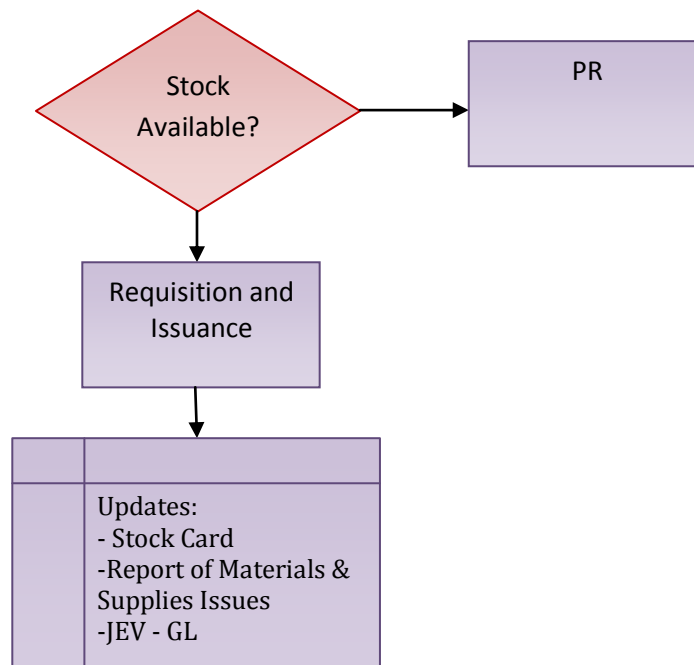 Stock
Available?
PR
Requisition and
Issuance
Updates:
- Stock Card
-Report of Materials &
Supplies Issues
-JEV - GL